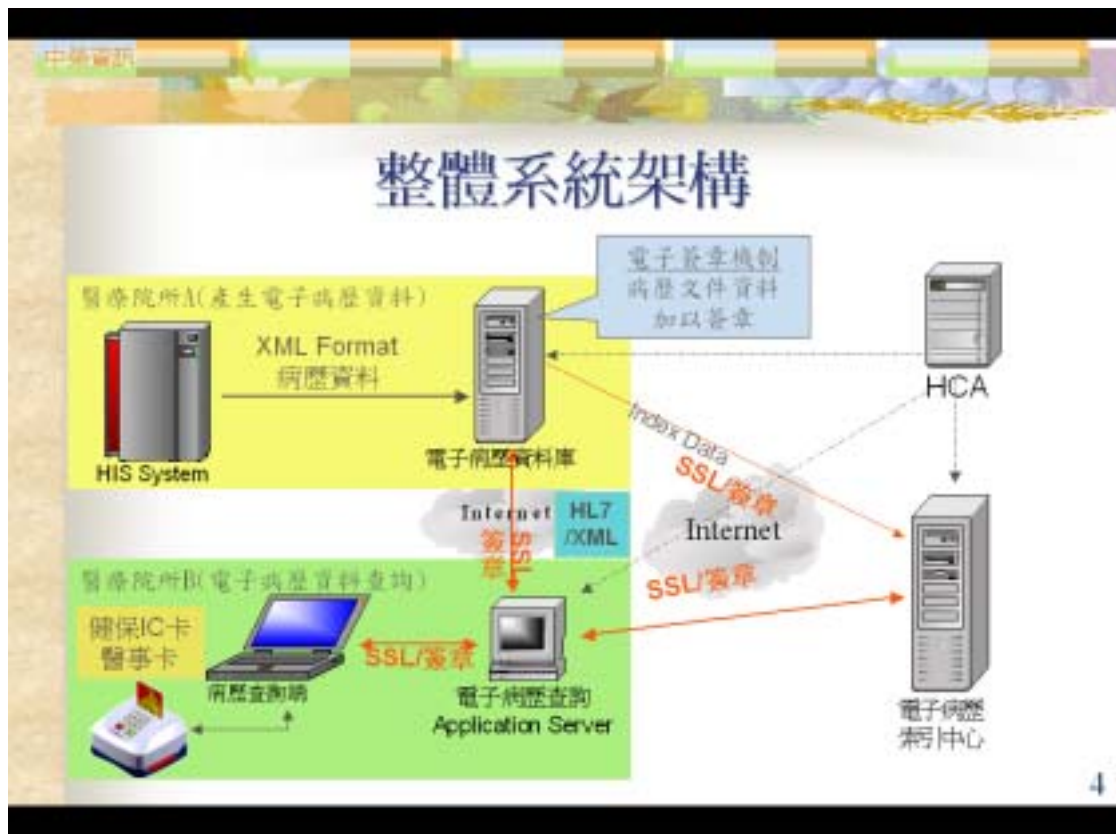 中榮資訊
整體系統架構
電子簽章機制
病歷文件資料
加以簽章
醫療院所A(產生電子病歷資料)
XML Format
病歷資料
HIS System
電子病歷資料庫
HCA
Index Data
SSL/簽章
Internet
HL7
/XML
SSL
簽章
Internet
SSL/簽章
醫療院所B(電子病歷資料查詢)
健保IC卡
醫事卡
病歷查詢端
SSL/簽章
電子病歷查詢
Application Server
電子病歷
索引中心
4